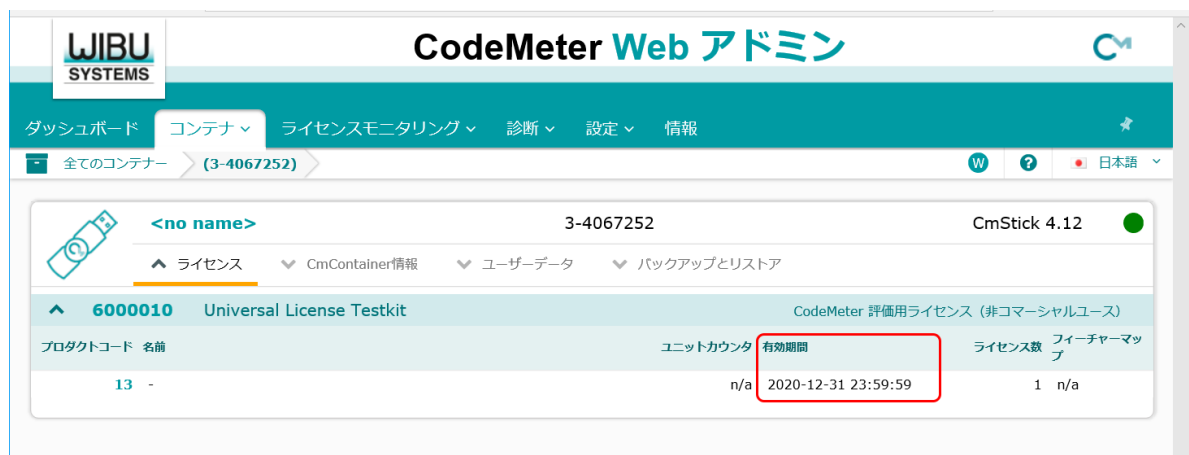 WIBU
SYSTEMS
CodeMeter Web アドミン
ダッシュボード コンテナ ライセンスモニタリング 診断 設定 情報
全てのコンテナー (3-4067252) W ? 日本語
<no name> 3-4067252 CmStick 4.12
ライセンス CmContainer情報 ユーザーデータ バックアップとリストア
6000010 Universal License Testkit CodeMeter 評価用ライセンス（非コマーシャルユース）
プロダクトコード 名前 ユニットカウンタ 有効期間 ライセンス数 フィーチャーマッ
プ
13 - n/a 2020-12-31 23:59:59 1 n/a